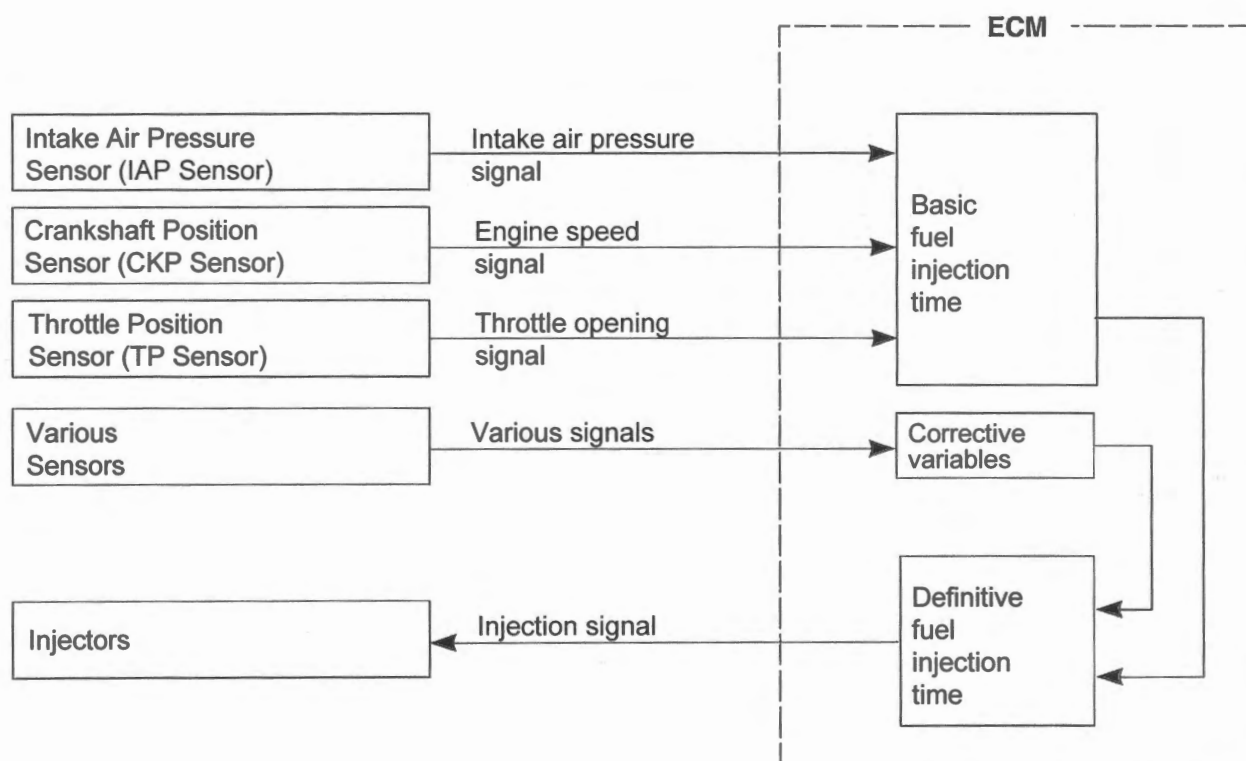 ECM
Intake Air Pressure
Sensor (IAP Sensor)
Intake air pressure
signal
Crankshaft Position
Sensor (CKP Sensor)
Engine speed
signal
Throttle Position
Sensor (TP Sensor)
Throttle opening
signal
Basic
fuel
injection
time
Various
Sensors
Various signals
Corrective
variables
Injectors
Injection signal
Definitive
fuel
injection
time